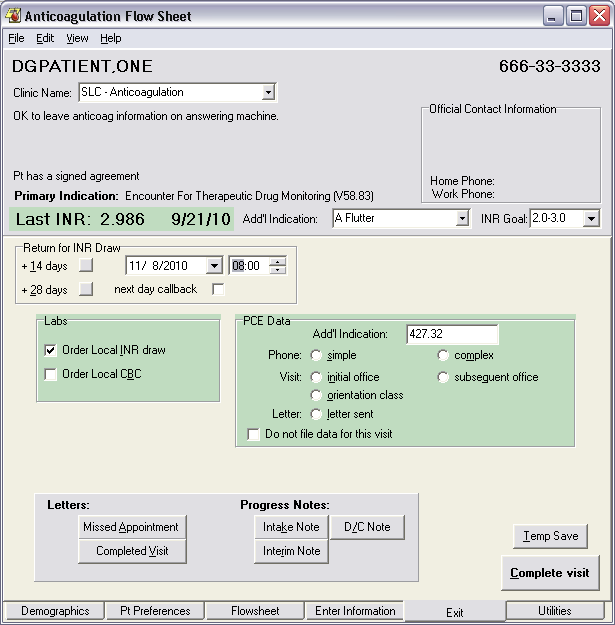 Anticoagulation Flow Sheet
File Edit View Help
DGPATIENT,ONE 666-33-3333
Clinic Name: SLC - Anticoagulation
OK to leave anticoag information on answering machine.
Official Contact Information
Pt has a signed agreement
Home Phone:
Primary Indication: Encounter For Therapeutic Drug Monitoring (V58.83)
Work Phone:
Last INR: 2.986 9/21/10 Add'l Indication: A Flutter INR Goal: 2.0-3.0
Return for INR Draw
+ 14 days 11/ 8/2010 08:00
+ 28 days next day callback
Labs
Order Local INR draw
Order Local CBC
PCE Data
Add'l Indication: 427.32
Phone: simple complex
Visit: initial office subsequent office
orientation class
Letter: letter sent
Do not file data for this visit
Letters: Progress Notes:
Missed Appointment Intake Note D/C Note
Completed Visit Interim Note
Temp Save
Complete visit
Demographics Pt Preferences Flowsheet Enter Information Exit Utilities